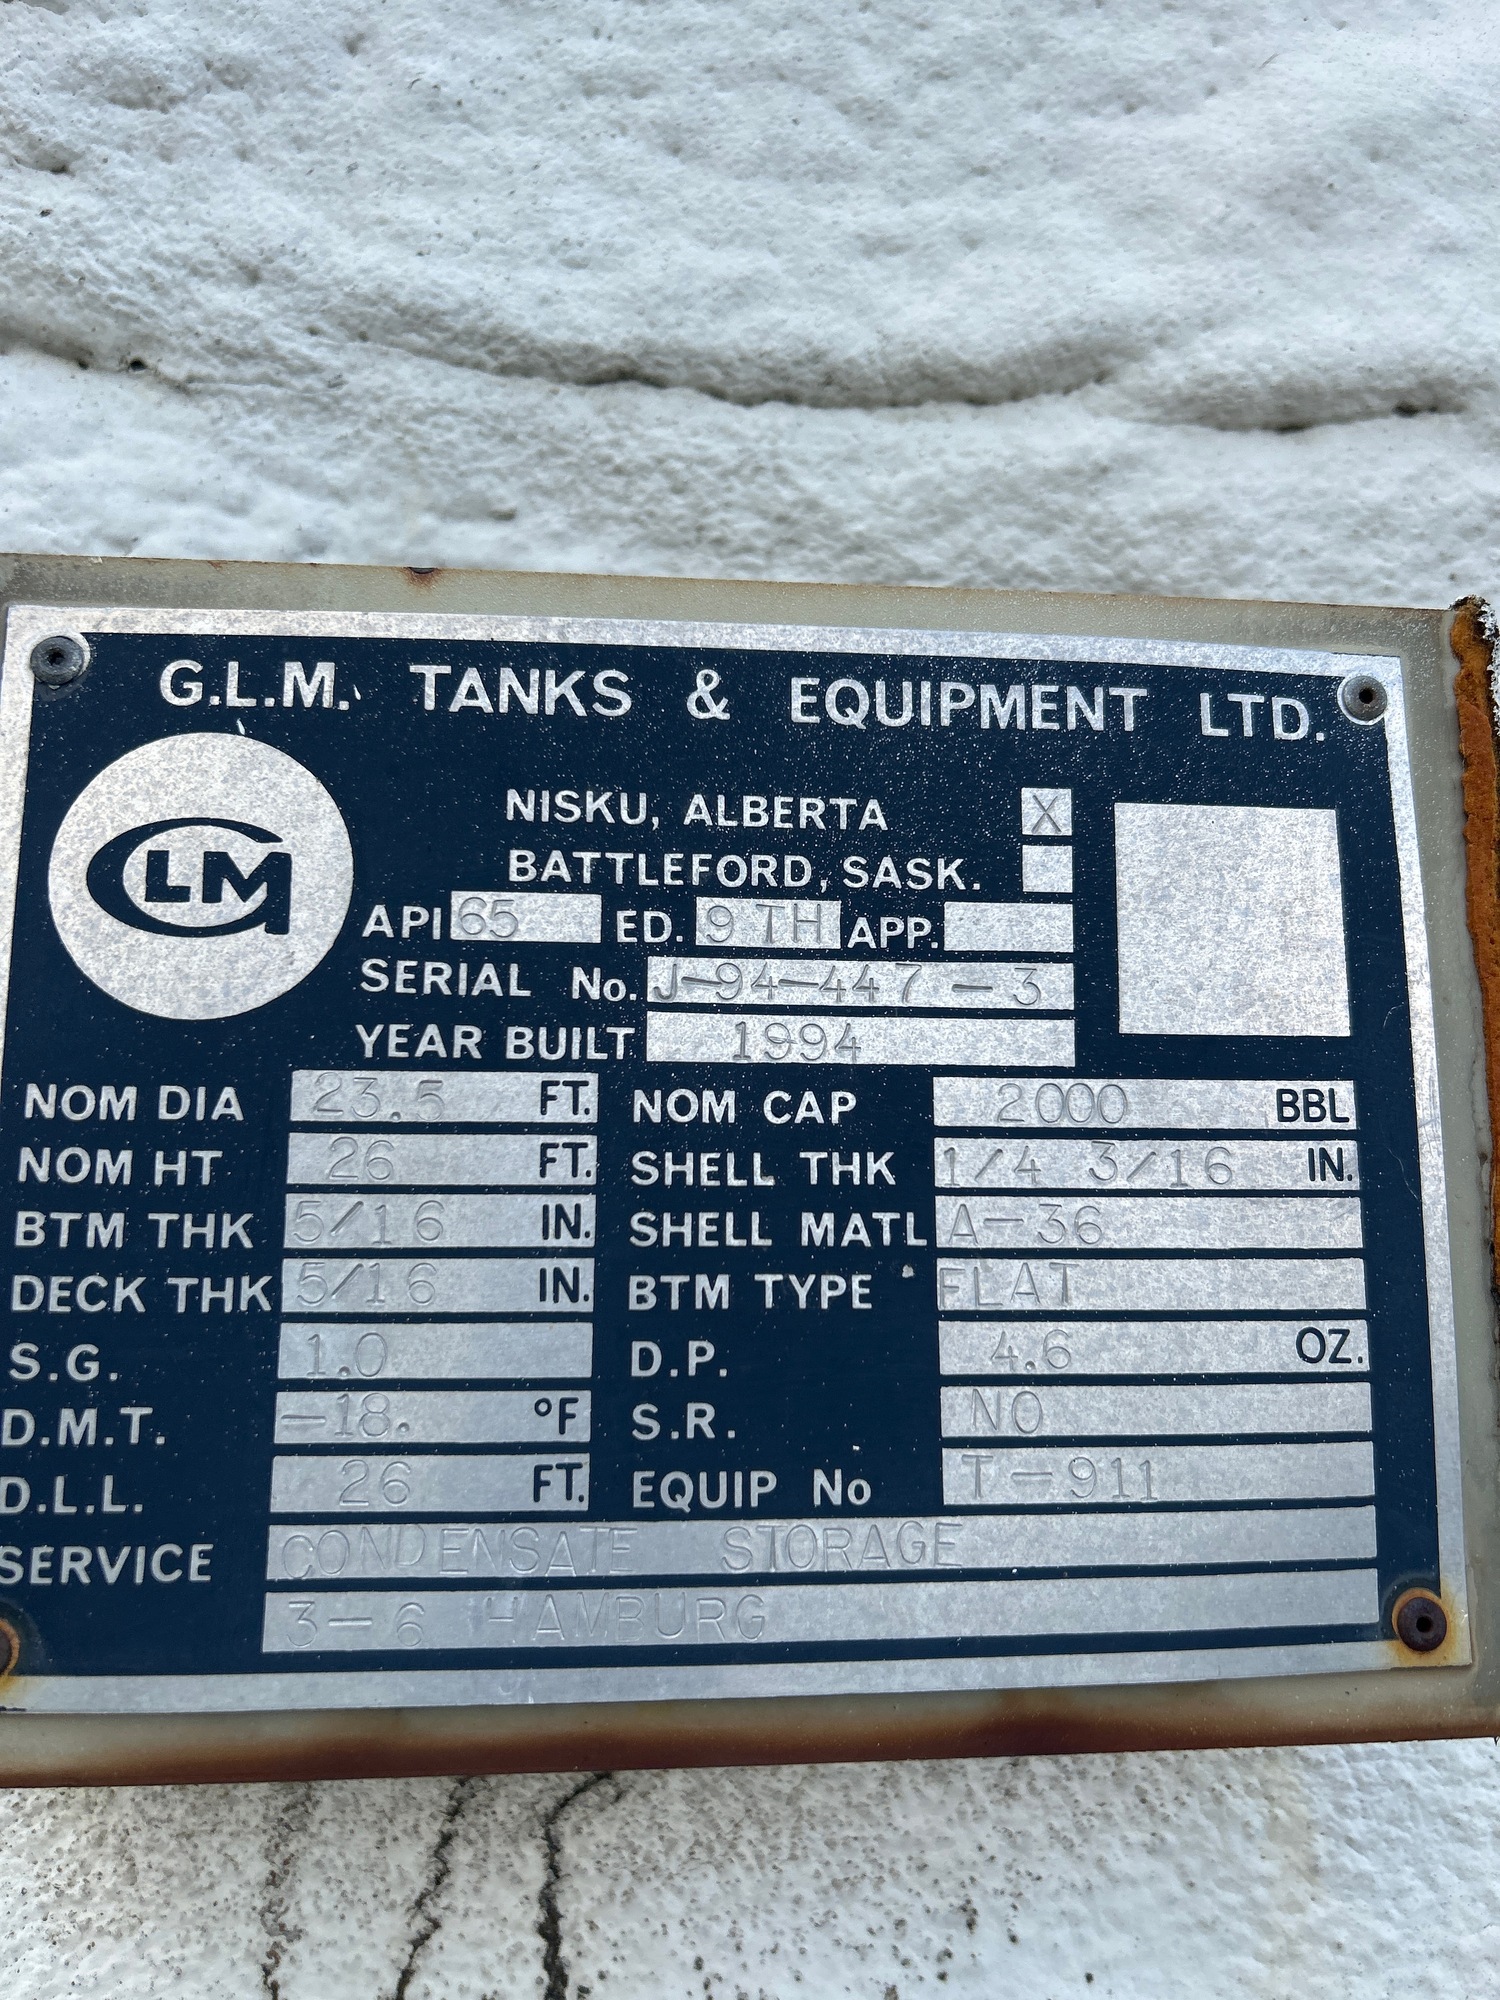 G.L.M. TANKS & EQUIPMENT LTD.
GLM
NISKU, ALBERTA X
BATTLEFORD, SASK.
API 65 ED. 9 TH APP.
SERIAL No. J-94-447-3
YEAR BUILT 1994
NOM DIA 23.5 FT. NOM CAP 2000 BBL
NOM HT 26 FT. SHELL THK 1/4 3/16 IN.
BTM THK 5/16 IN. SHELL MATL A-36
DECK THK 5/16 IN. BTM TYPE FLAT
S.G. 1.0 D.P. 4.6 OZ.
D.M.T. -18. °F S.R. NO
D.L.L. 26 FT. EQUIP No T-911
SERVICE CONDENSATE STORAGE
3-6 HAMBURG